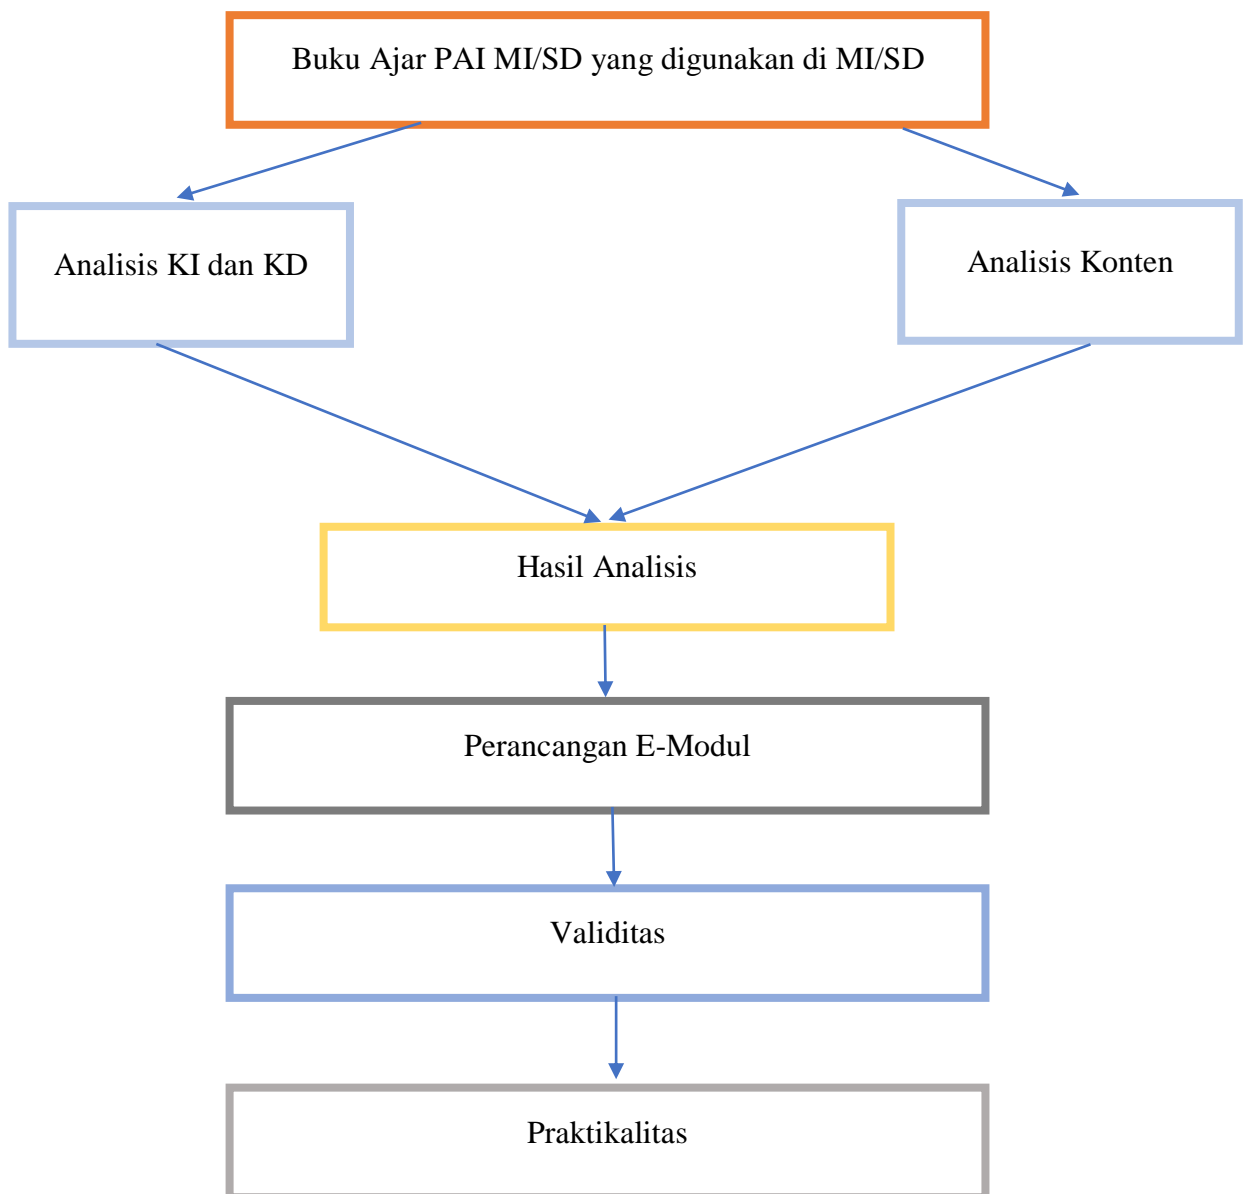 Buku Ajar PAI MI/SD yang digunakan di MI/SD
Analisis KI dan KD
Analisis Konten
Hasil Analisis
Perancangan E-Modul
Validitas
Praktikalitas